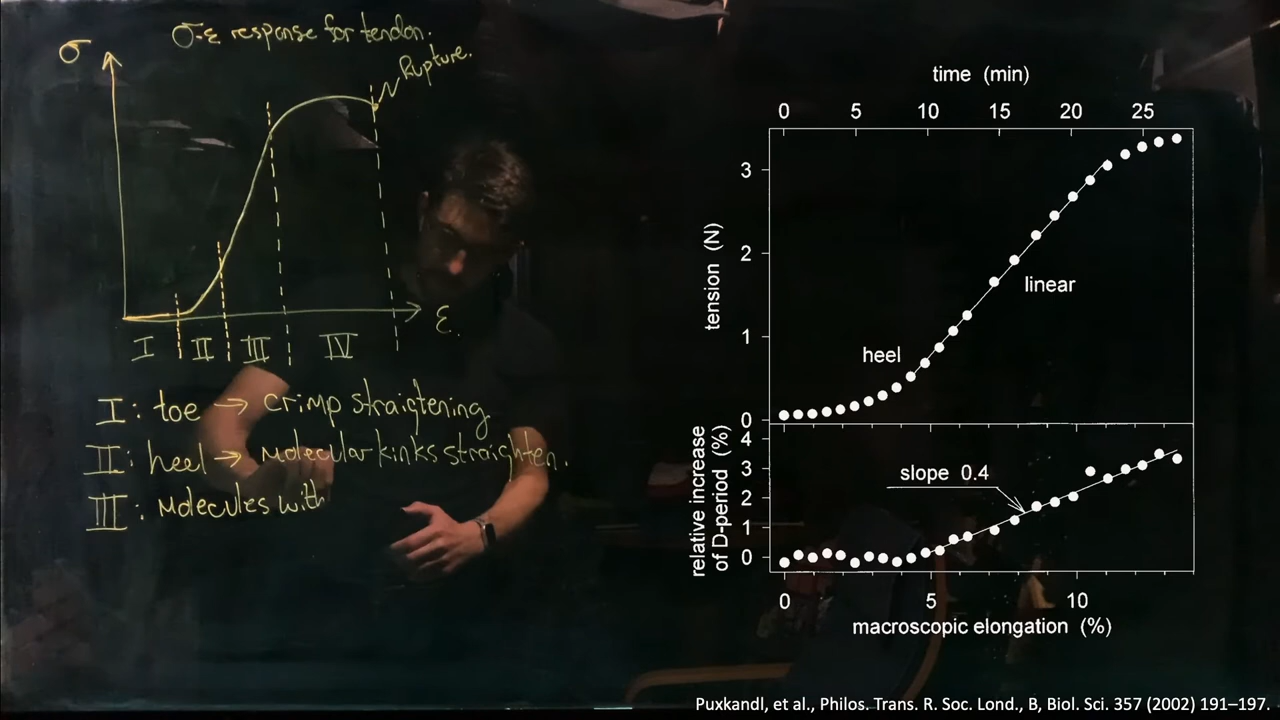 σ-ε response for tendon.
σ
Rupture.
ε.
I II III IV
I: toe → crimp straigtening.
II: heel → Molecular kinks straighten.
III: Molecules with
time (min)
0 5 10 15 20 25
3
2
1
0
tension (N)
linear
heel
4
3
2
1
0
relative increase
of D-period (%)
slope 0.4
0 5 10
macroscopic elongation (%)
Puxkandl, et al., Philos. Trans. R. Soc. Lond., B, Biol. Sci. 357 (2002) 191–197.